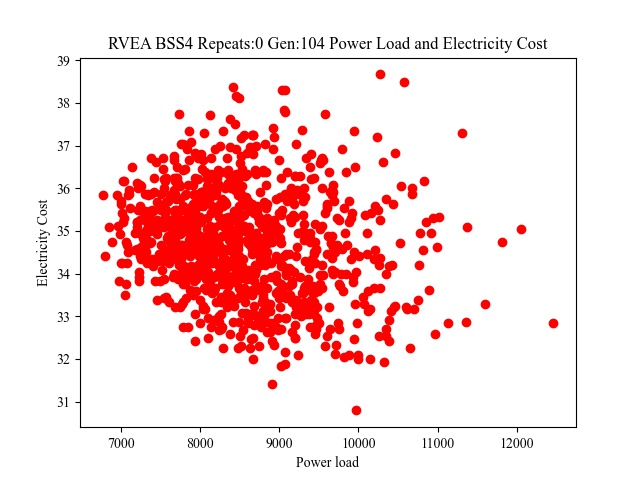 RVEA BSS4 Repeats:0 Gen:104 Power Load and Electricity Cost
39
38
37
36
35
34
33
32
31
Electricity Cost
7000 8000 9000 10000 11000 12000
Power load